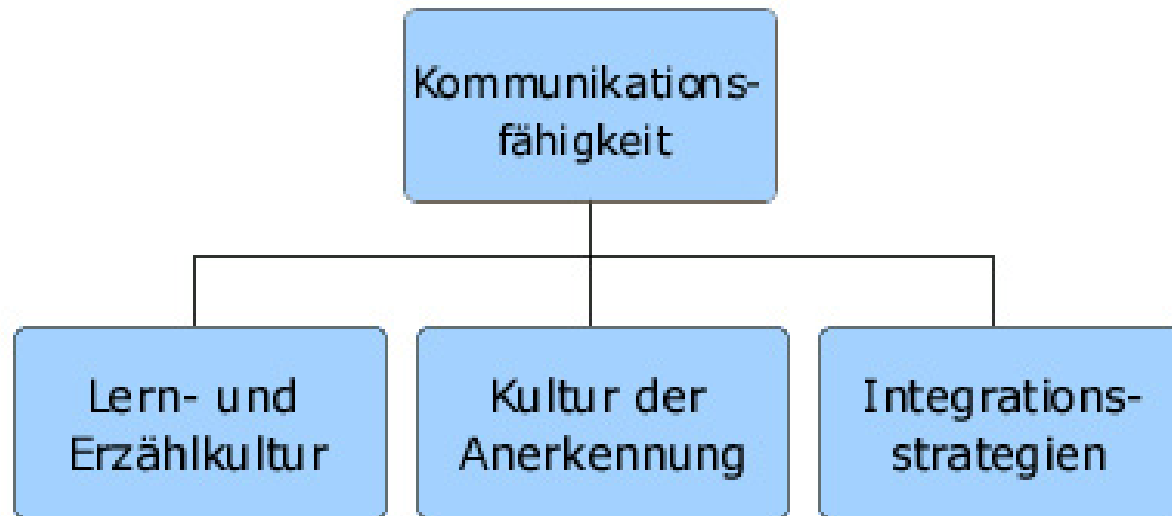 Kommunikations-
fähigkeit
Lern- und
Erzählkultur
Kultur der
Anerkennung
Integrations-
strategien